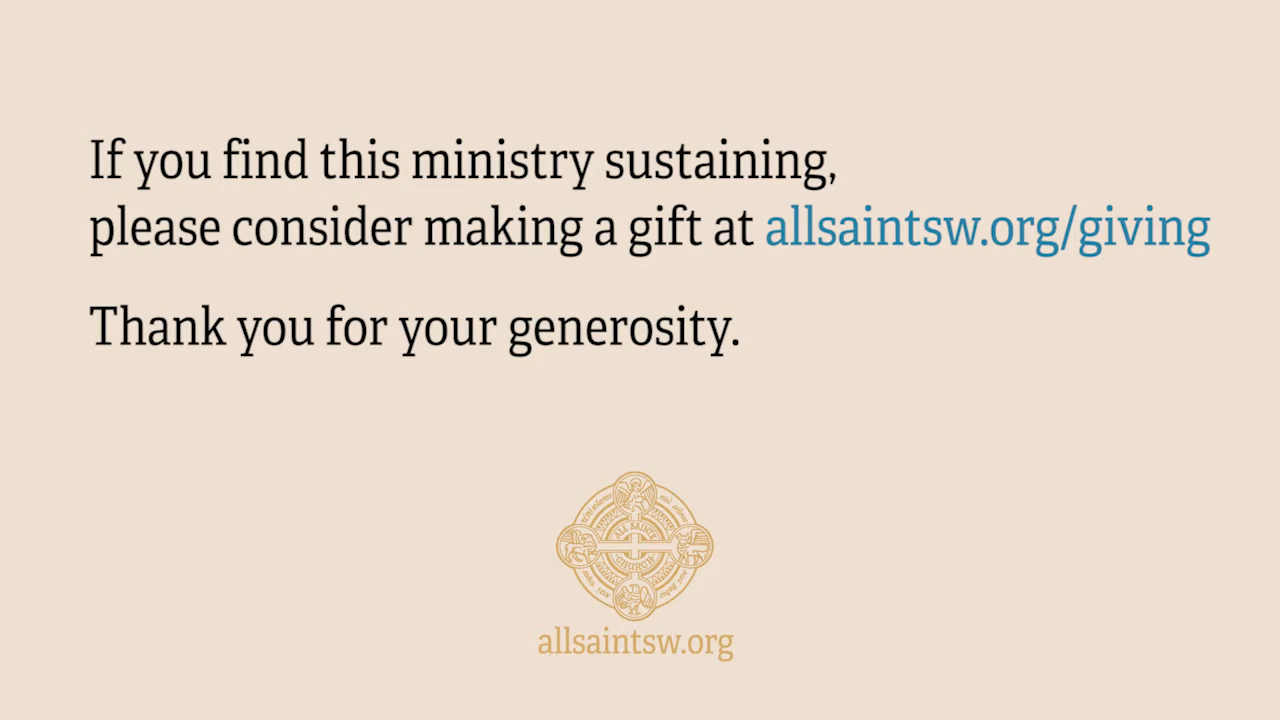 If you find this ministry sustaining,
please consider making a gift at allsaintsw.org/giving
Thank you for your generosity.
ALL SAINTS
CHURCH
allsaintsw.org